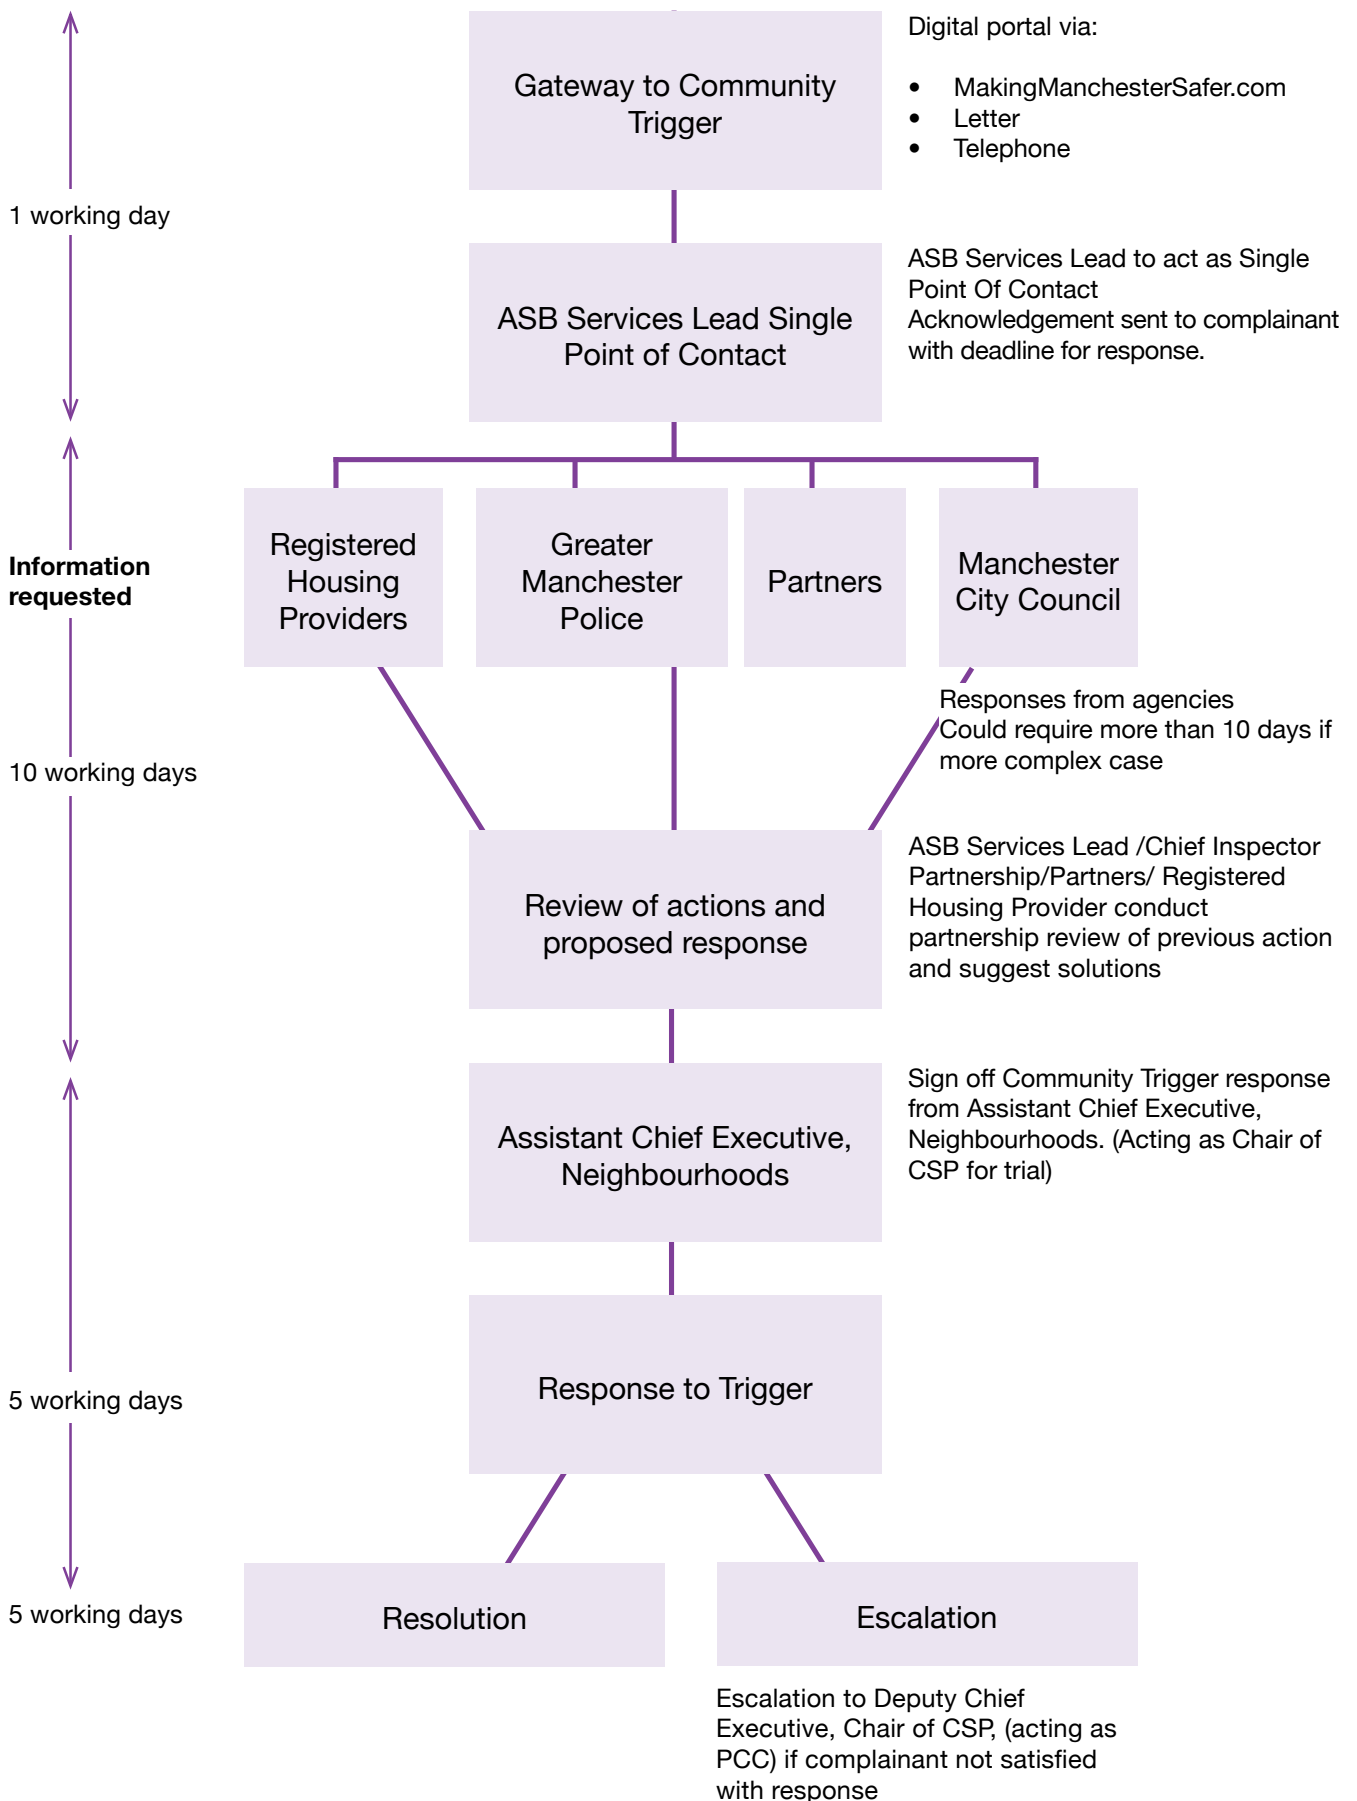 Digital portal via:
Gateway to Community
Trigger
• MakingManchesterSafer.com
• Letter
• Telephone
1 working day
ASB Services Lead Single
Point of Contact
ASB Services Lead to act as Single
Point Of Contact
Acknowledgement sent to complainant
with deadline for response.
Information
requested
Registered
Housing
Providers
Greater
Manchester
Police
Partners
Manchester
City Council
Responses from agencies
Could require more than 10 days if
more complex case
10 working days
Review of actions and
proposed response
ASB Services Lead /Chief Inspector
Partnership/Partners/ Registered
Housing Provider conduct
partnership review of previous action
and suggest solutions
Assistant Chief Executive,
Neighbourhoods
Sign off Community Trigger response
from Assistant Chief Executive,
Neighbourhoods. (Acting as Chair of
CSP for trial)
Response to Trigger
5 working days
5 working days
Resolution
Escalation
Escalation to Deputy Chief
Executive, Chair of CSP, (acting as
PCC) if complainant not satisfied
with response